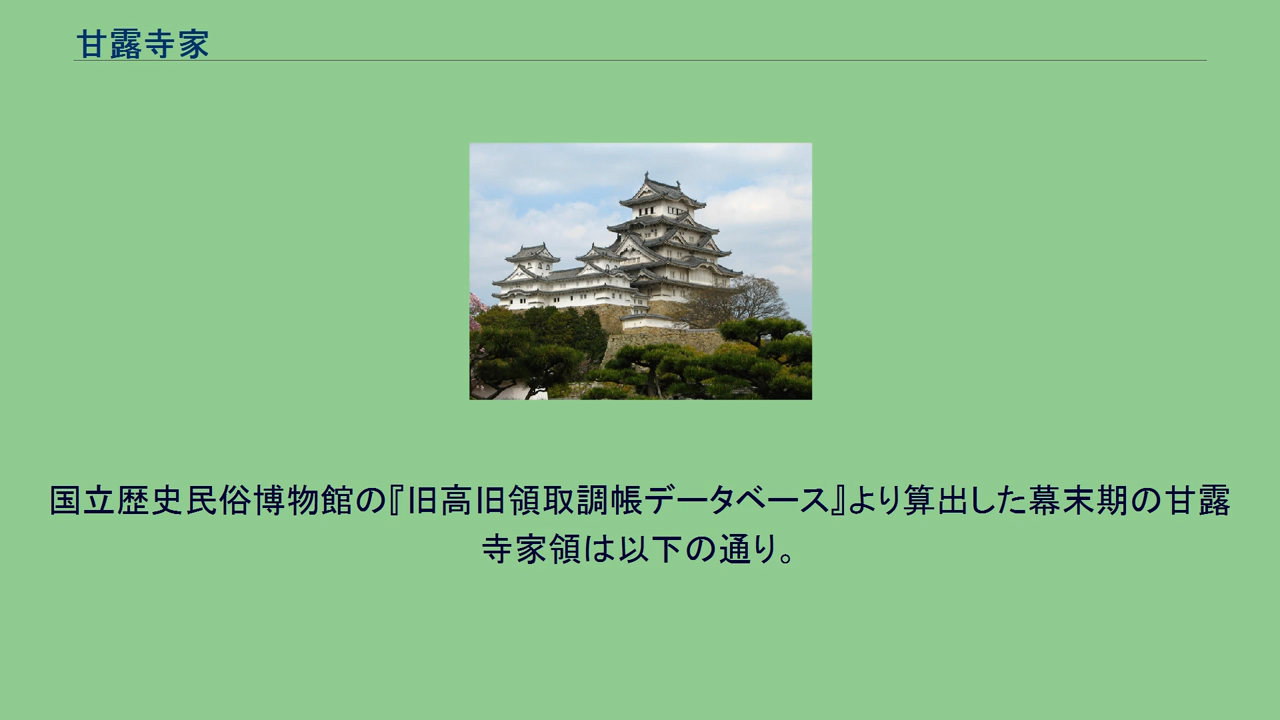 甘露寺家
国立歴史民俗博物館の『旧高旧領取調帳データベース』より算出した幕末期の甘露
寺家領は以下の通り。